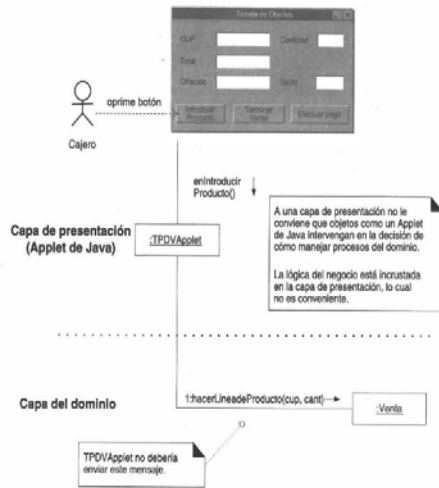 Tienda de Objetos
CUP
Cantidad
Total
Ofrecido
Saldo
oprime botón
Introducir
Producto
Terminar
Venta
Efectuar pago
Cajero
enIntroducir
Producto()
A una capa de presentación no le
conviene que objetos como un Applet
de Java intervengan en la decisión de
cómo manejar procesos del dominio.
La lógica del negocio está incrustada
en la capa de presentación, lo cual
no es conveniente.
Capa de presentación
(Applet de Java)
:TPDVApplet
Capa del dominio
1:hacerLineadeProducto(cup, cant)
:Venta
TPDVApplet no debería
enviar este mensaje.